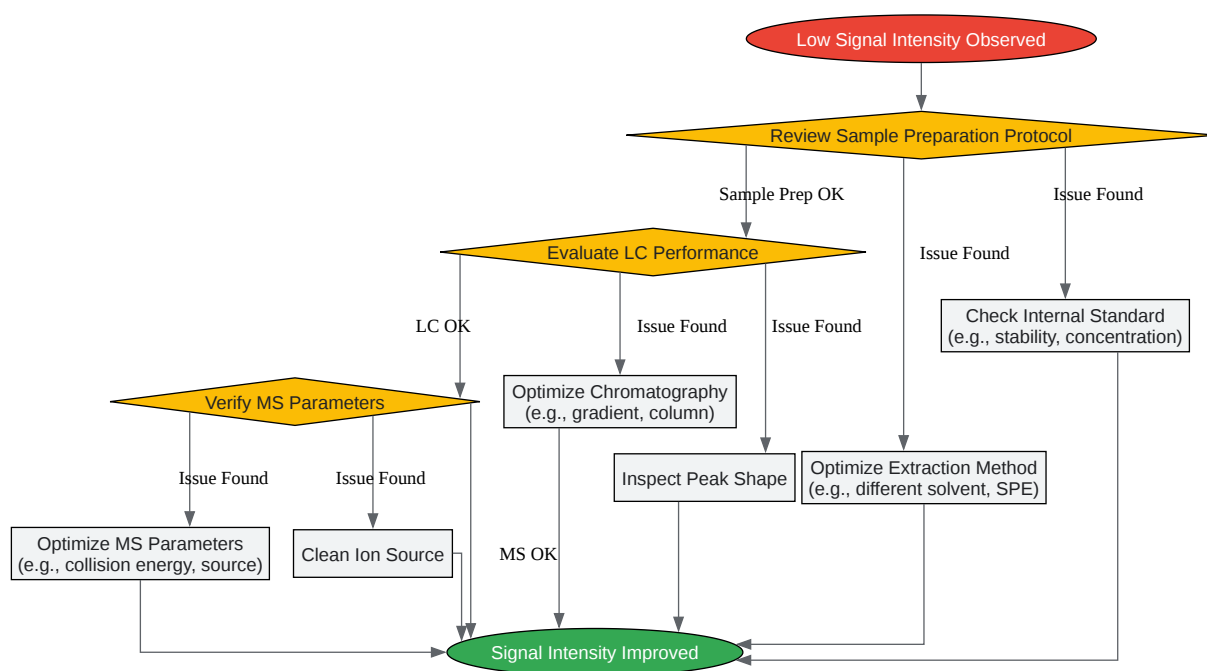 Low Signal Intensity Observed
Review Sample Preparation Protocol
Sample Prep OK
Issue Found
Evaluate LC Performance
Issue Found
Check Internal Standard
(e.g., stability, concentration)
LC OK
Issue Found
Issue Found
Verify MS Parameters
Optimize Chromatography
(e.g., gradient, column)
Issue Found
Issue Found
Inspect Peak Shape
Optimize Extraction Method
(e.g., different solvent, SPE)
Optimize MS Parameters
(e.g., collision energy, source)
Clean Ion Source
MS OK
Signal Intensity Improved